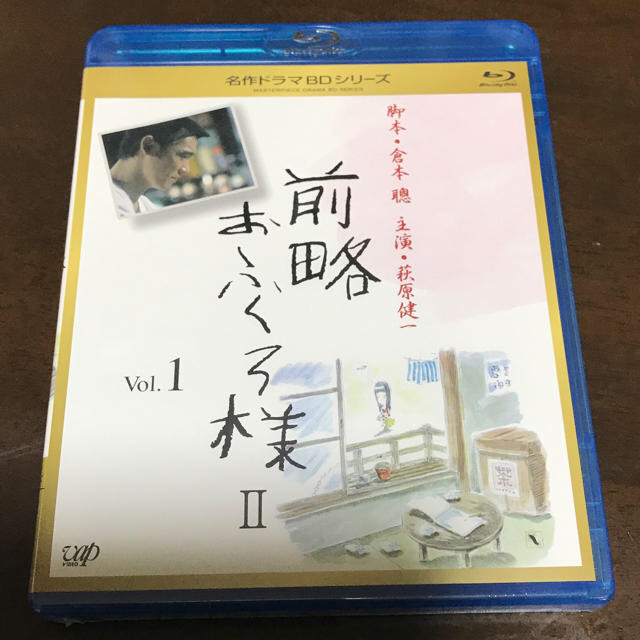 名作ドラマBDシリーズ
MASTERPIECE DRAMA BD SERIES
Blu-ray Disc
脚本・倉本 聰 主演・萩原健一
前略
おふくろ
様
II
Vol. 1
vap
VIDEO